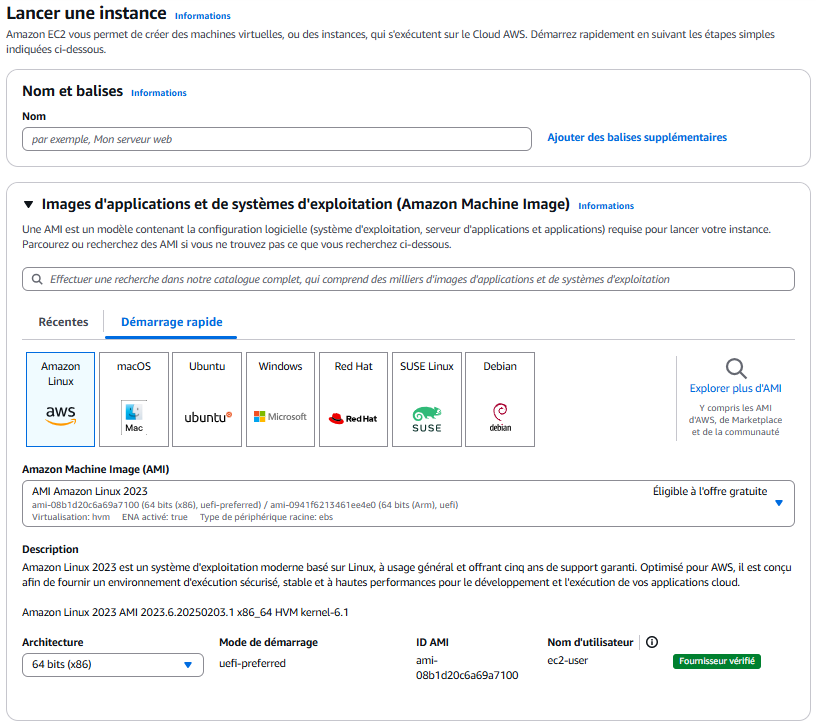 Lancer une instance Informations
Amazon EC2 vous permet de créer des machines virtuelles, ou des instances, qui s'exécutent sur le Cloud AWS. Démarrez rapidement en suivant les étapes simples
indiquées ci-dessous.
Nom et balises Informations
Nom
par exemple, Mon serveur web
Ajouter des balises supplémentaires
Images d'applications et de systèmes d'exploitation (Amazon Machine Image) Informations
Une AMI est un modèle contenant la configuration logicielle (système d'exploitation, serveur d'applications et applications) requise pour lancer votre instance.
Parcourez ou recherchez des AMI si vous ne trouvez pas ce que vous recherchez ci-dessous.
Effectuer une recherche dans notre catalogue complet, qui comprend des milliers d'images d'applications et de systèmes d'exploitation
Récentes
Démarrage rapide
Amazon
Linux
aws
macOS
Mac
Ubuntu
ubuntu
Windows
Microsoft
Red Hat
Red Hat
SUSE Linux
SUSE
Debian
debian
Explorer plus d'AMI
Y compris les AMI
d'AWS, de Marketplace
et de la communauté
Amazon Machine Image (AMI)
AMI Amazon Linux 2023
Éligible à l'offre gratuite
ami-08b1d20c6a69a7100 (64 bits (x86), uefi-preferred) / ami-0941f6213461ee4e0 (64 bits (Arm), uefi)
Virtualisation: hvm ENA activé: true Type de périphérique racine: ebs
Description
Amazon Linux 2023 est un système d'exploitation moderne basé sur Linux, à usage général et offrant cinq ans de support garanti. Optimisé pour AWS, il est conçu
afin de fournir un environnement d'exécution sécurisé, stable et à hautes performances pour le développement et l'exécution de vos applications cloud.
Amazon Linux 2023 AMI 2023.6.20250203.1 x86_64 HVM kernel-6.1
Architecture
64 bits (x86)
Mode de démarrage
uefi-preferred
ID AMI
ami-
08b1d20c6a69a7100
Nom d'utilisateur
ec2-user
Fournisseur vérifié